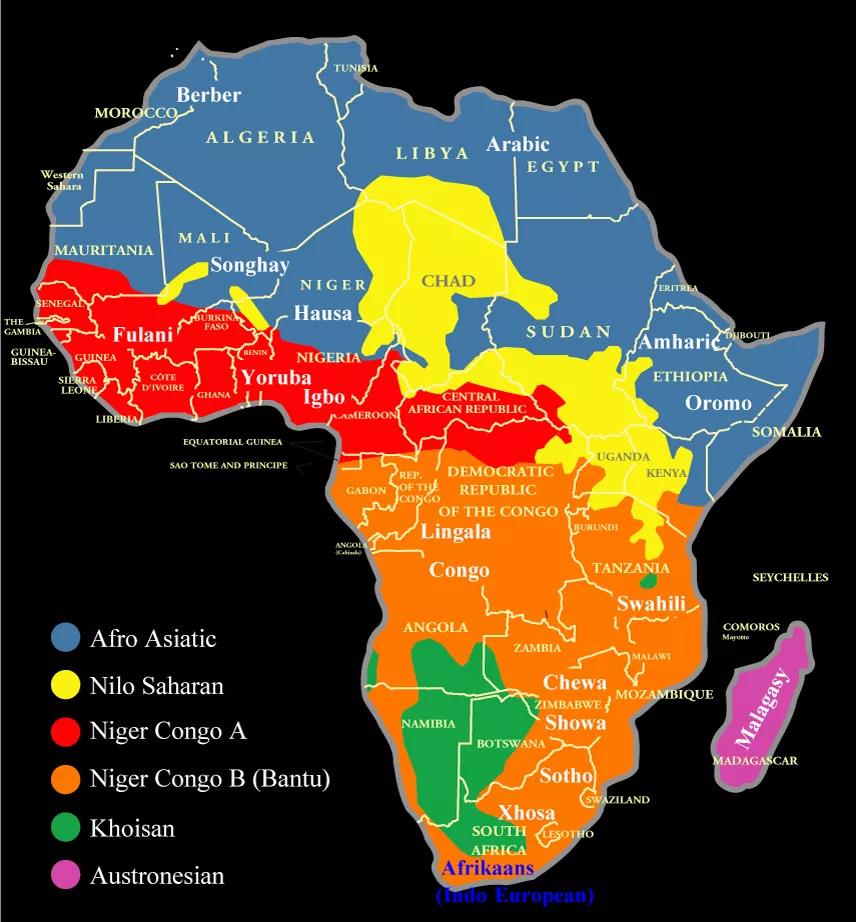 TUNISIA
Berber
MOROCCO
ALGERIA
LIBYA
Arabic
EGYPT
Western
Sahara
MAURITANIA
MALI
Songhay
NIGER
CHAD
Hausa
SUDAN
ERITREA
SENEGAL
THE
GAMBIA
GUINEA-
BISSAU
Fulani
BURKINA
FASO
GUINEA
SIERRA
LEONE
CÔTE
D'IVOIRE
LIBERIA
GHANA
BENIN
NIGERIA
Yoruba
Igbo
CAMEROON
CENTRAL
AFRICAN REPUBLIC
Amharic
DJIBOUTI
ETHIOPIA
Oromo
SOMALIA
EQUATORIAL GUINEA
SAO TOME AND PRINCIPE
GABON
REP.
OF THE
CONGO
DEMOCRATIC
REPUBLIC
OF THE CONGO
UGANDA
KENYA
Lingala
BURUNDI
ANGOLA
(Cabinda)
Congo
TANZANIA
SEYCHELLES
Swahili
ANGOLA
COMOROS
Mayotte
ZAMBIA
MALAWI
Chewa
MOZAMBIQUE
ZIMBABWE
Showa
NAMIBIA
BOTSWANA
Malagasy
MADAGASCAR
Sotho
SWAZILAND
Xhosa
LESOTHO
SOUTH
AFRICA
Afrikaans
(Indo European)
Afro Asiatic
Nilo Saharan
Niger Congo A
Niger Congo B (Bantu)
Khoisan
Austronesian